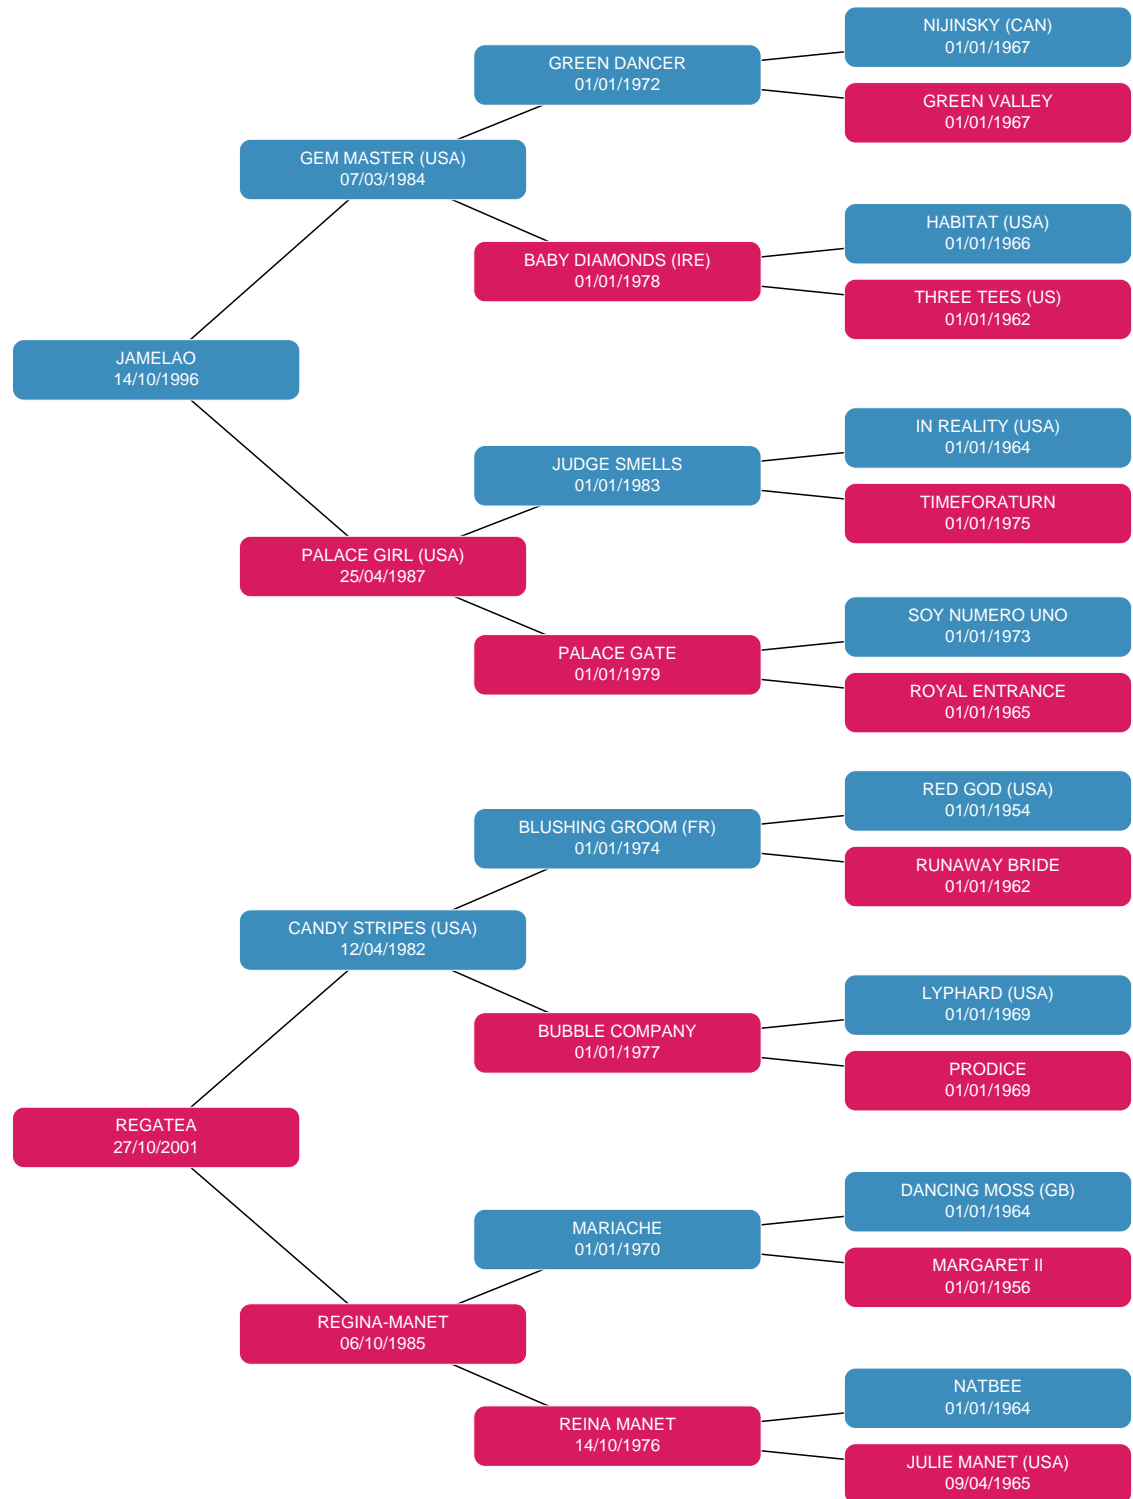 NIJINSKY (CAN)
01/01/1967
GREEN DANCER
01/01/1972
GREEN VALLEY
01/01/1967
GEM MASTER (USA)
07/03/1984
HABITAT (USA)
01/01/1966
BABY DIAMONDS (IRE)
01/01/1978
THREE TEES (US)
01/01/1962
JAMELAO
14/10/1996
IN REALITY (USA)
01/01/1964
JUDGE SMELLS
01/01/1983
TIMEFORATURN
01/01/1975
PALACE GIRL (USA)
25/04/1987
SOY NUMERO UNO
01/01/1973
PALACE GATE
01/01/1979
ROYAL ENTRANCE
01/01/1965
RED GOD (USA)
01/01/1954
BLUSHING GROOM (FR)
01/01/1974
RUNAWAY BRIDE
01/01/1962
CANDY STRIPES (USA)
12/04/1982
LYPHARD (USA)
01/01/1969
BUBBLE COMPANY
01/01/1977
PRODICE
01/01/1969
REGATEA
27/10/2001
DANCING MOSS (GB)
01/01/1964
MARIACHE
01/01/1970
MARGARET II
01/01/1956
REGINA-MANET
06/10/1985
NATBEE
01/01/1964
REINA MANET
14/10/1976
JULIE MANET (USA)
09/04/1965